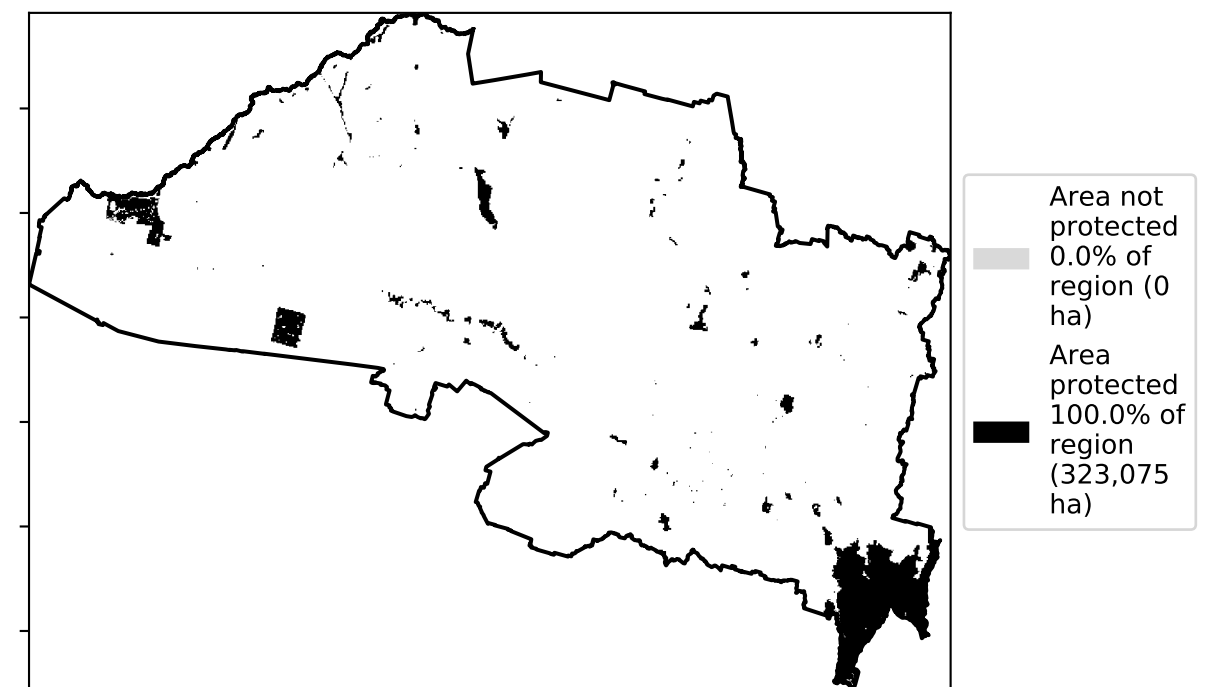 Area not
protected
0.0% of
region (0
ha)
Area
protected
100.0% of
region
(323,075
ha)